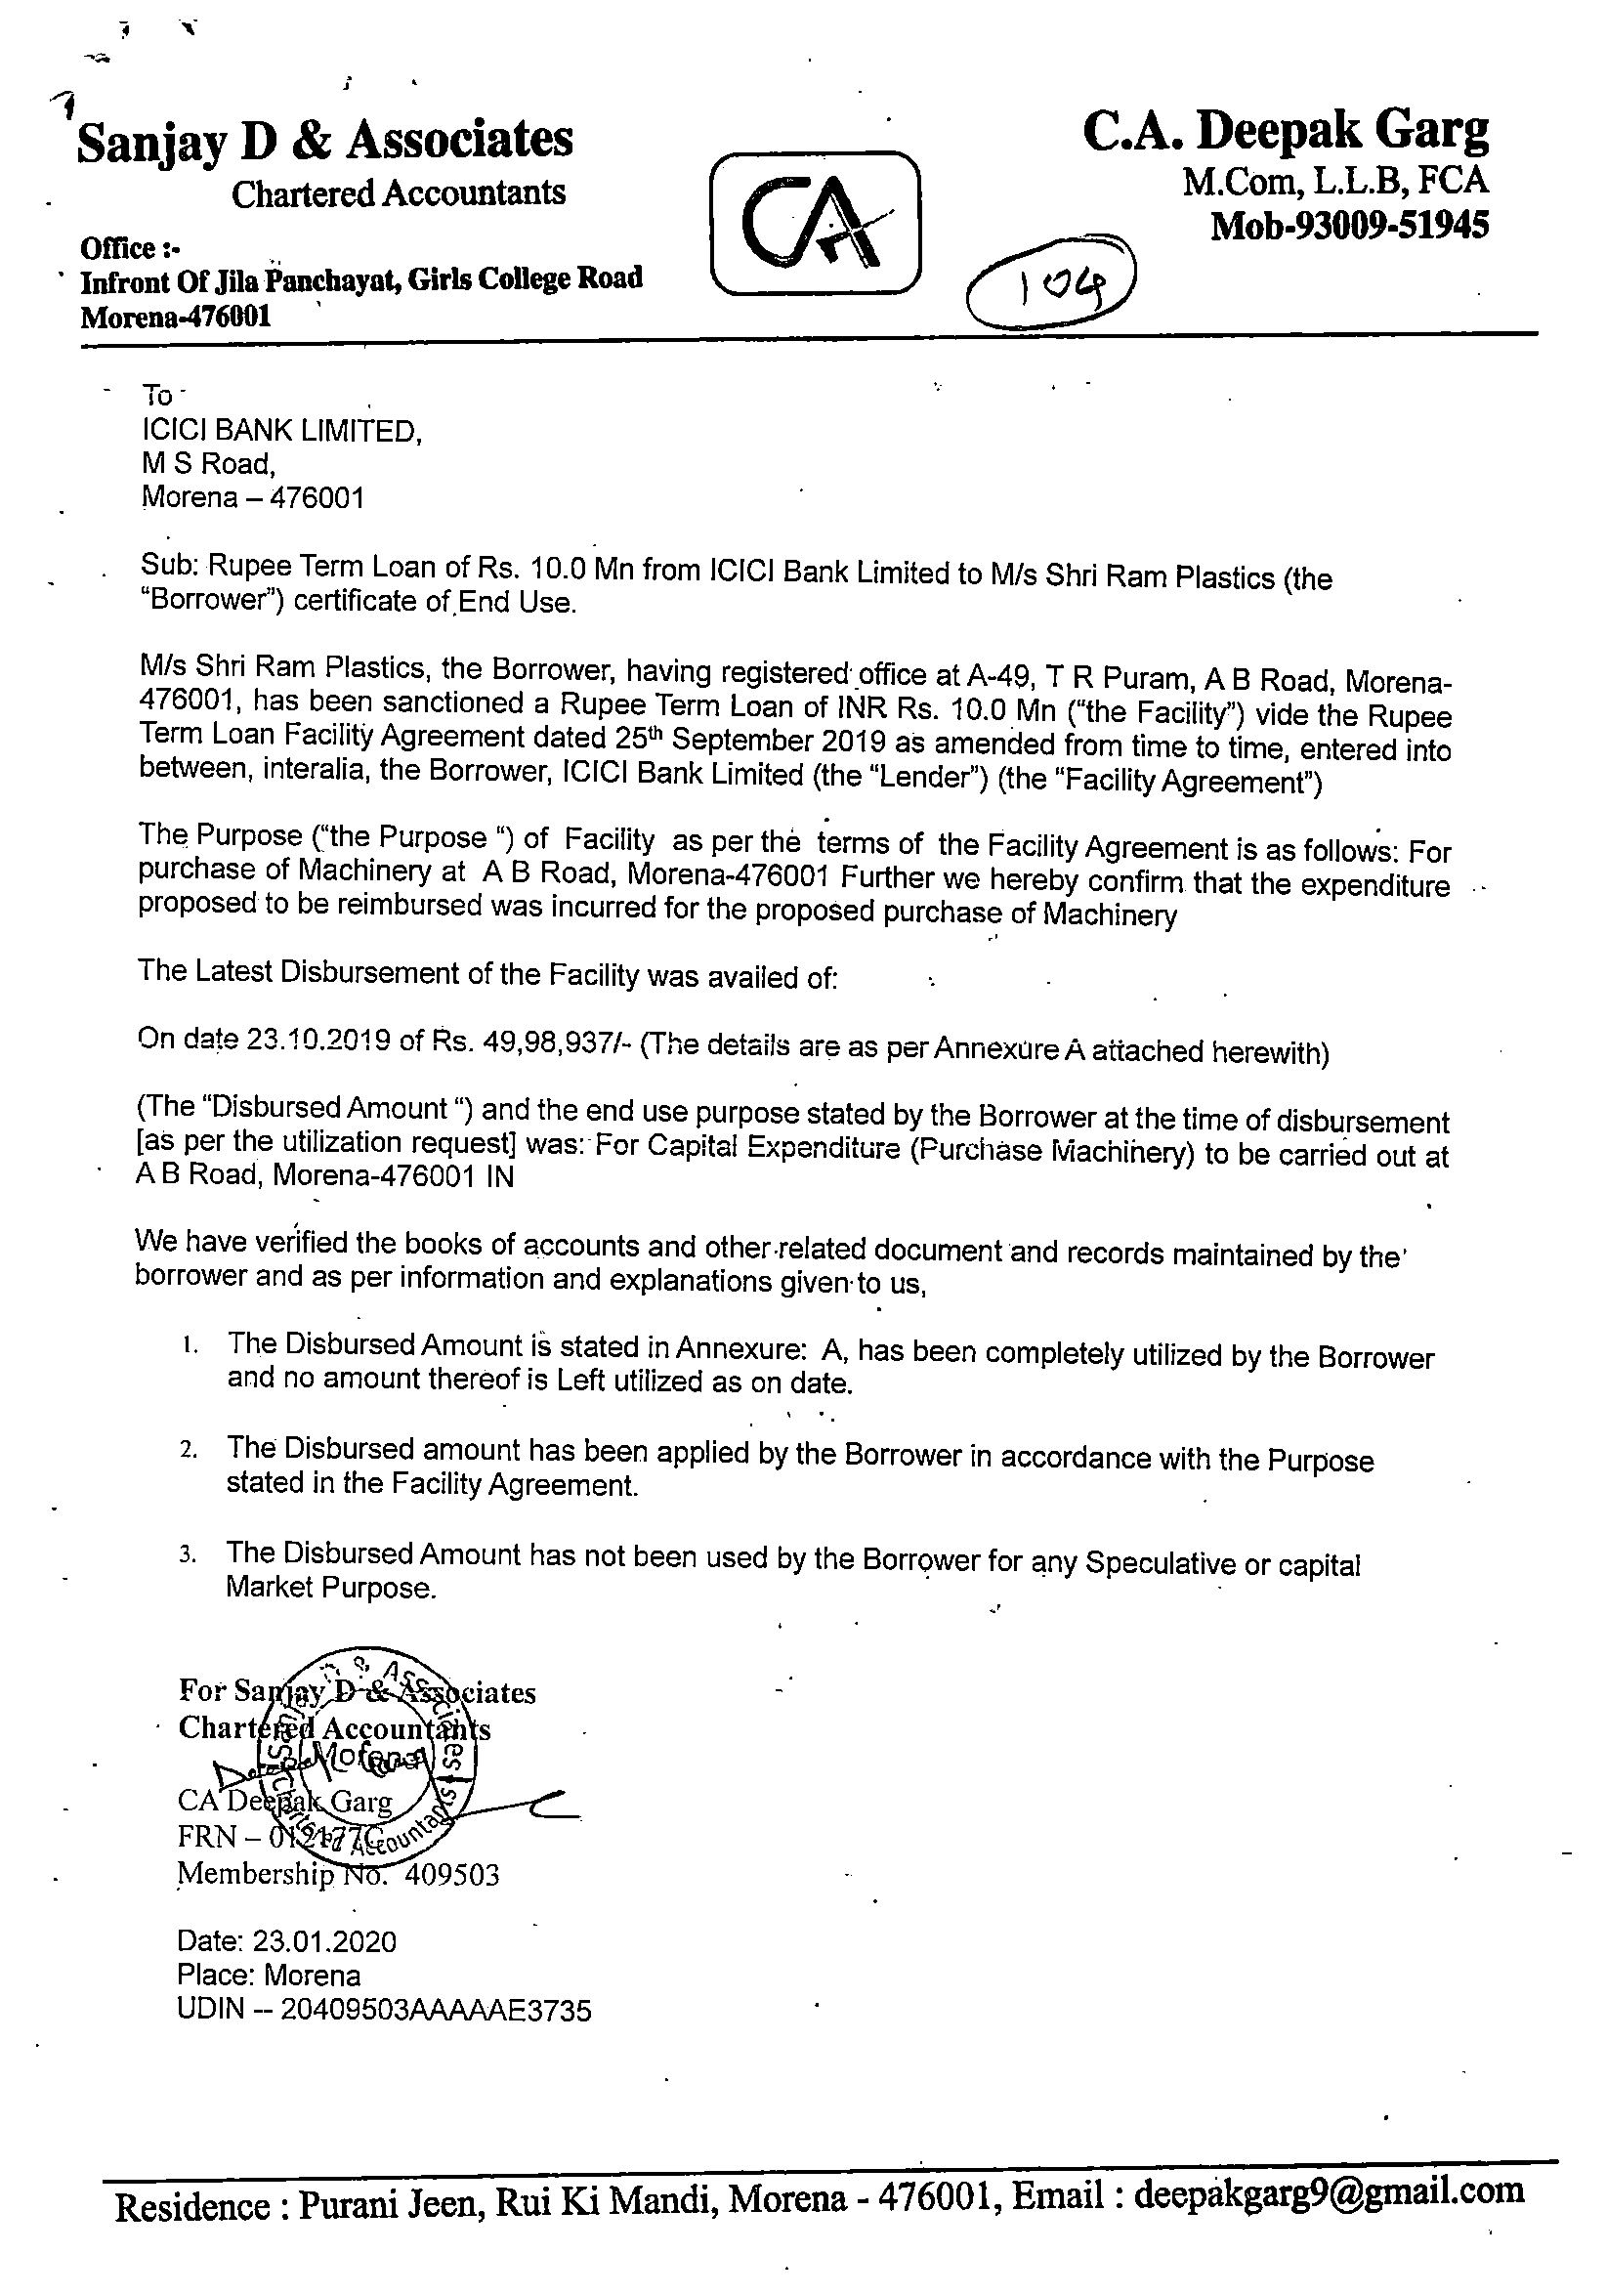 Sanjay D & Associates
Chartered Accountants
Office :-
Infront Of Jila Panchayat, Girls College Road
Morena-476001
CA
C.A. Deepak Garg
M.Com, L.L.B, FCA
Mob-93009-51945
104
To
ICICI BANK LIMITED,
M S Road,
Morena – 476001
Sub: Rupee Term Loan of Rs. 10.0 Mn from ICICI Bank Limited to M/s Shri Ram Plastics (the
“Borrower”) certificate of End Use.
M/s Shri Ram Plastics, the Borrower, having registered office at A-49, T R Puram, A B Road, Morena-
476001, has been sanctioned a Rupee Term Loan of INR Rs. 10.0 Mn (“the Facility”) vide the Rupee
Term Loan Facility Agreement dated 25th September 2019 as amended from time to time, entered into
between, interalia, the Borrower, ICICI Bank Limited (the “Lender”) (the “Facility Agreement”)
The Purpose (“the Purpose “) of Facility as per the terms of the Facility Agreement is as follows: For
purchase of Machinery at A B Road, Morena-476001 Further we hereby confirm that the expenditure
proposed to be reimbursed was incurred for the proposed purchase of Machinery
The Latest Disbursement of the Facility was availed of:
On date 23.10.2019 of Rs. 49,98,937/- (The details are as per Annexure A attached herewith)
(The “Disbursed Amount “) and the end use purpose stated by the Borrower at the time of disbursement
[as per the utilization request] was: For Capital Expenditure (Purchase Machinery) to be carried out at
A B Road, Morena-476001 IN
We have verified the books of accounts and other related document and records maintained by the
borrower and as per information and explanations given to us,
1. The Disbursed Amount is stated in Annexure: A, has been completely utilized by the Borrower
and no amount thereof is Left utilized as on date.
2. The Disbursed amount has been applied by the Borrower in accordance with the Purpose
stated in the Facility Agreement.
3. The Disbursed Amount has not been used by the Borrower for any Speculative or capital
Market Purpose.
For Sanjay D & Associates
Chartered Accountants
Sanjay D & Associates
Morena
Chartered Accountants
CA Deepak Garg
FRN – 012177C
Membership No. 409503
Date: 23.01.2020
Place: Morena
UDIN -- 20409503AAAAAE3735
Residence : Purani Jeen, Rui Ki Mandi, Morena - 476001, Email : deepakgarg9@gmail.com